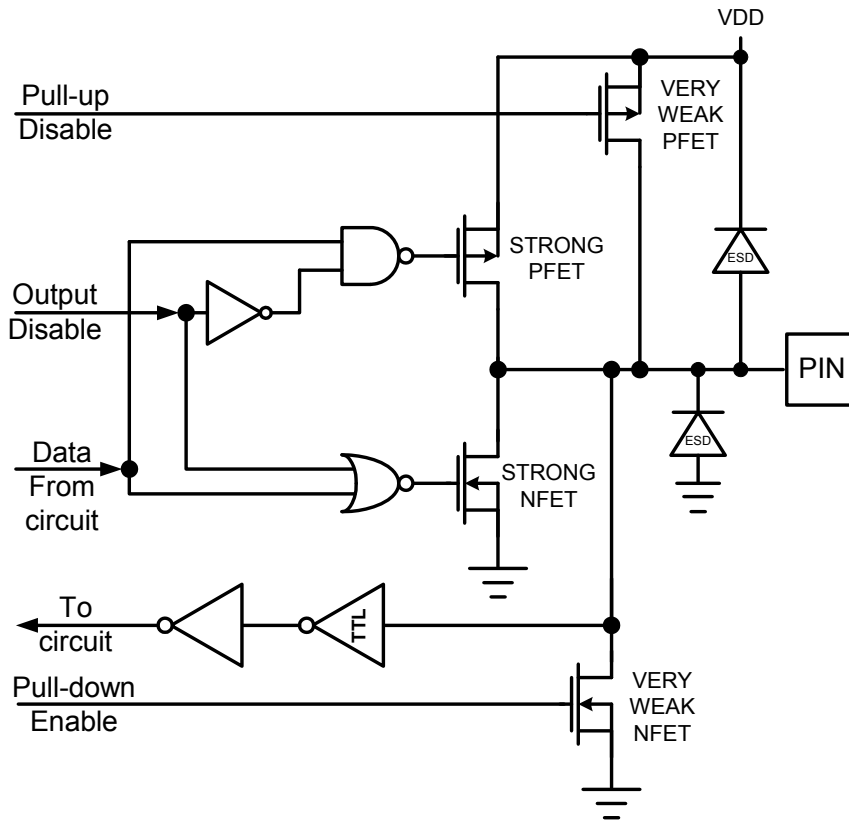 VDD
Pull-up
Disable
VERY
WEAK
PFET
STRONG
PFET
ESD
Output
Disable
PIN
ESD
Data
From
circuit
STRONG
NFET
To
circuit
TTL
Pull-down
Enable
VERY
WEAK
NFET